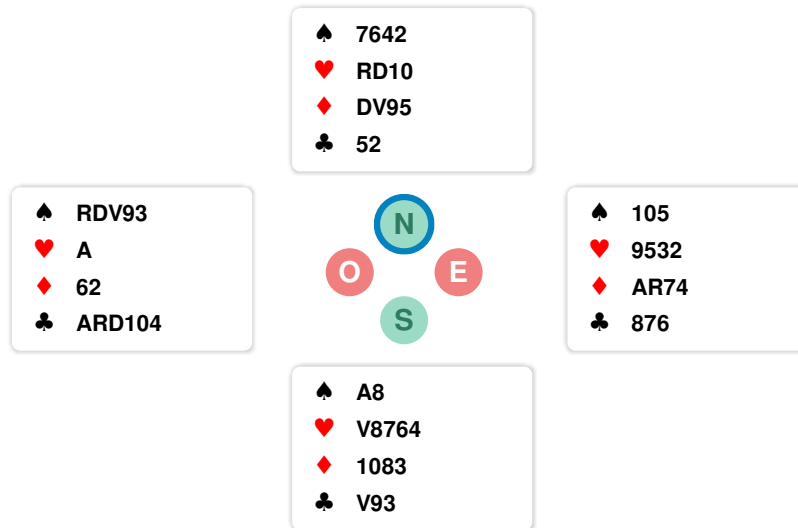 ♠ 7642
♥ RD10
♦ DV95
♣ 52
♠ RDV93
♥ A
♦ 62
♣ ARD104
N
O
E
S
♠ 105
♥ 9532
♦ AR74
♣ 876
♠ A8
♥ V8764
♦ 1083
♣ V93